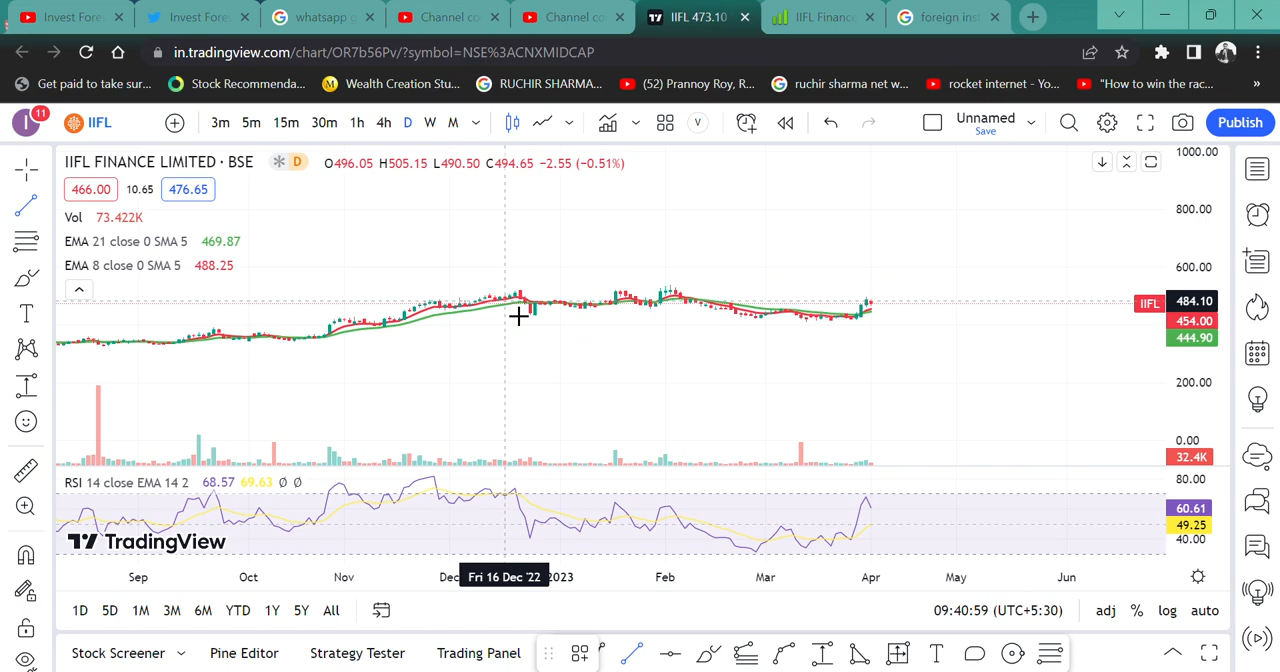 Invest Forev
Invest Forev
whatsapp g
Channel co
Channel co
IIFL 473.10
IIFL Finance
foreign inst
in.tradingview.com/chart/OR7b56Pv/?symbol=NSE%3ACNXMIDCAP
Get paid to take sur...
Stock Recommenda...
Wealth Creation Stu...
RUCHIR SHARMA...
(52) Prannoy Roy, R...
ruchir sharma net w...
rocket internet - Yo...
"How to win the rac...
»
I
11
IIFL
3m 5m 15m 30m 1h 4h D W M
V
Unnamed
Save
Publish
IIFL FINANCE LIMITED · BSE
D
O496.05 H505.15 L490.50 C494.65 −2.55 (−0.51%)
466.00 10.65 476.65
Vol 73.422K
EMA 21 close 0 SMA 5 469.87
EMA 8 close 0 SMA 5 488.25
1000.00
800.00
600.00
IIFL 484.10
454.00
444.90
200.00
0.00
32.4K
RSI 14 close EMA 14 2 68.57 69.63 Ø Ø
80.00
60.61
49.25
40.00
TradingView
Sep Oct Nov Dec Fri 16 Dec '22 2023 Feb Mar Apr May Jun
1D 5D 1M 3M 6M YTD 1Y 5Y All
09:40:59 (UTC+5:30) adj % log auto
Stock Screener Pine Editor Strategy Tester Trading Panel